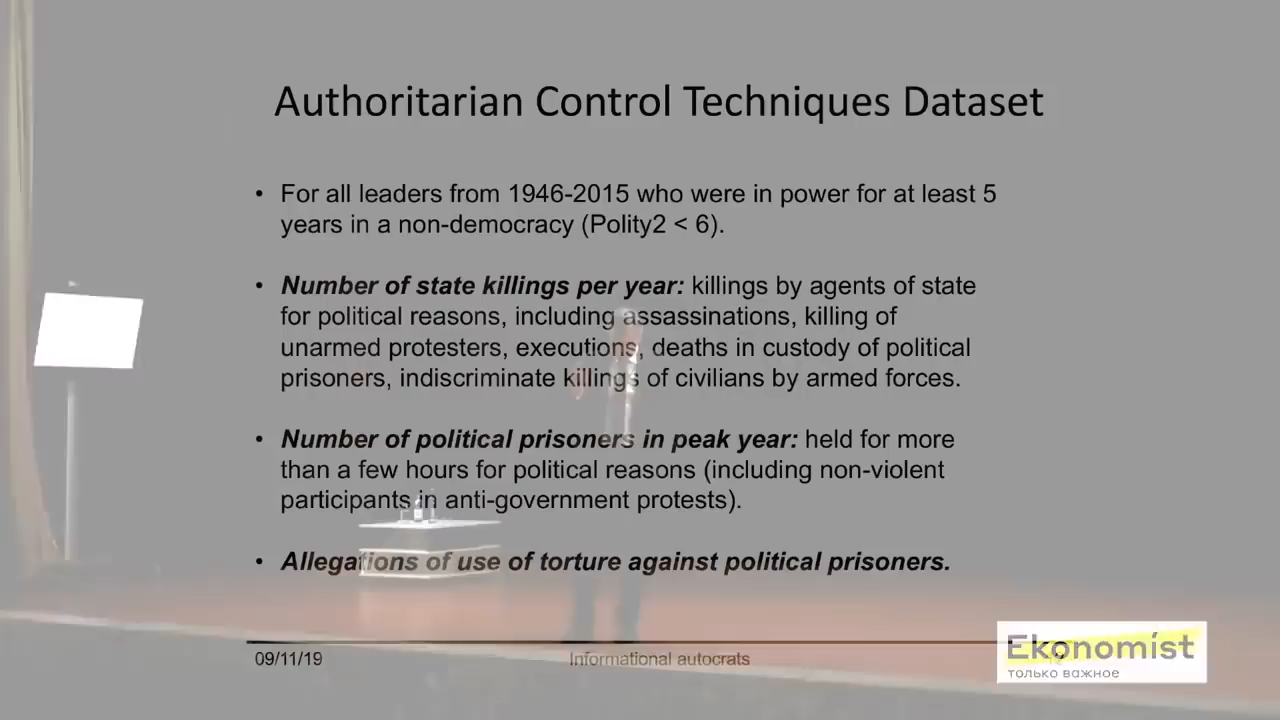 Authoritarian Control Techniques Dataset
• For all leaders from 1946-2015 who were in power for at least 5
years in a non-democracy (Polity2 < 6).
• Number of state killings per year: killings by agents of state
for political reasons, including assassinations, killing of
unarmed protesters, executions, deaths in custody of political
prisoners, indiscriminate killings of civilians by armed forces.
• Number of political prisoners in peak year: held for more
than a few hours for political reasons (including non-violent
participants in anti-government protests).
• Allegations of use of torture against political prisoners.
09/11/19
Informational autocrats
Ekonomist
только важное